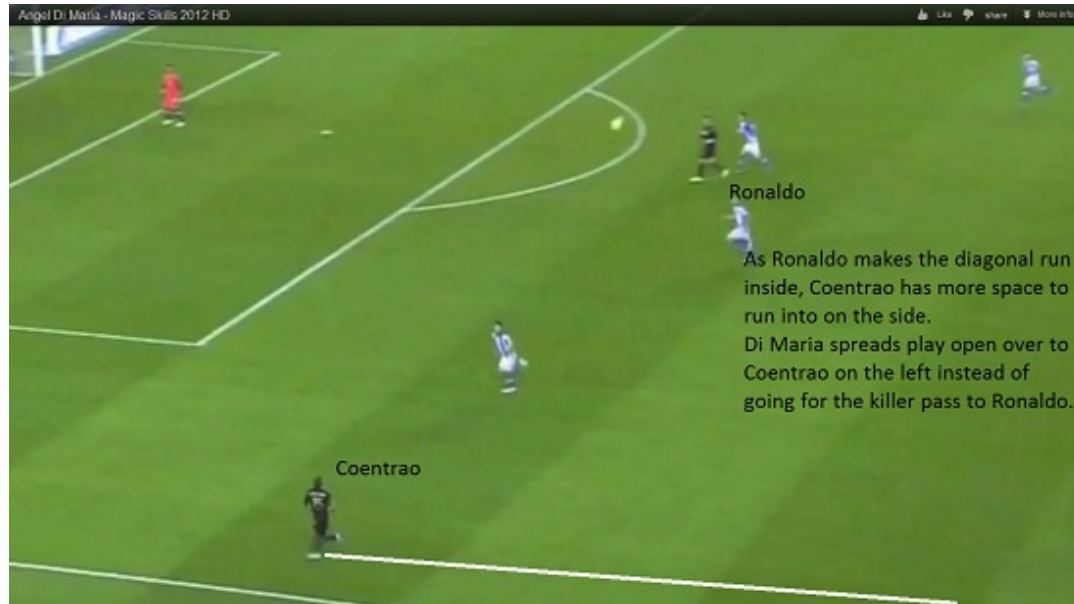 Angel Di Maria - Magic Skills 2012 HD
Like share More info
Ronaldo
As Ronaldo makes the diagonal run
inside, Coentrao has more space to
run into on the side.
Di Maria spreads play open over to
Coentrao on the left instead of
going for the killer pass to Ronaldo.
Coentrao